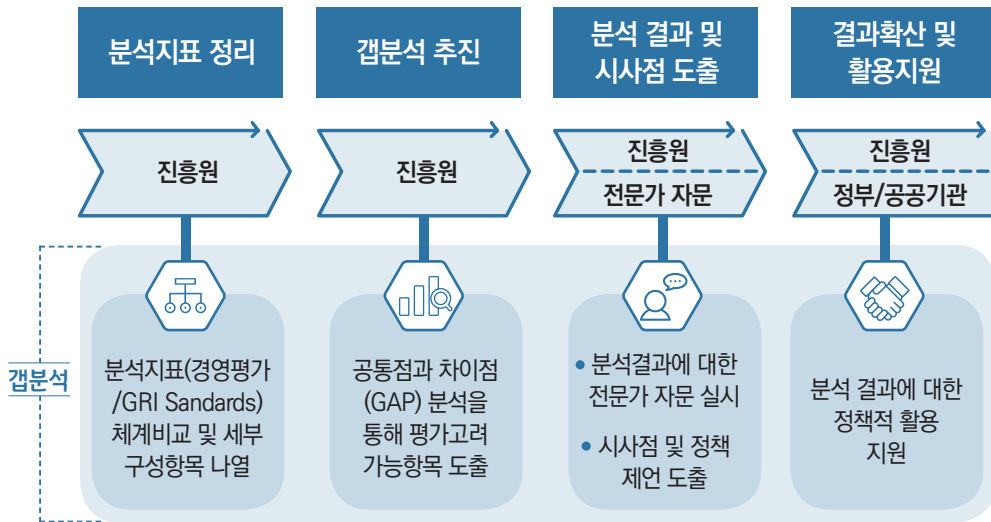 분석지표 정리
갭분석 추진
분석 결과 및
시사점 도출
결과확산 및
활용지원
진흥원
진흥원
진흥원
전문가 자문
진흥원
정부/공공기관
갭분석
분석지표(경영평가
/GRI Sandards)
체계비교 및 세부
구성항목 나열
공통점과 차이점
(GAP) 분석을
통해 평가고려
가능항목 도출
• 분석결과에 대한
전문가 자문 실시
• 시사점 및 정책
제언 도출
분석 결과에 대한
정책적 활용
지원